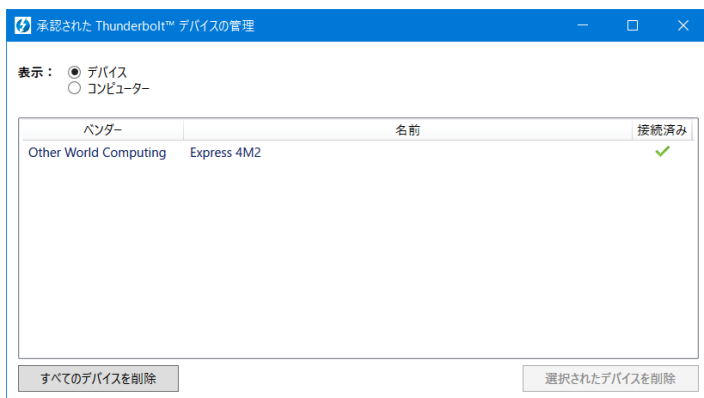 承認された Thunderbolt™ デバイスの管理
表示： デバイス
コンピューター
ベンダー 名前 接続済み
Other World Computing Express 4M2
すべてのデバイスを削除 選択されたデバイスを削除